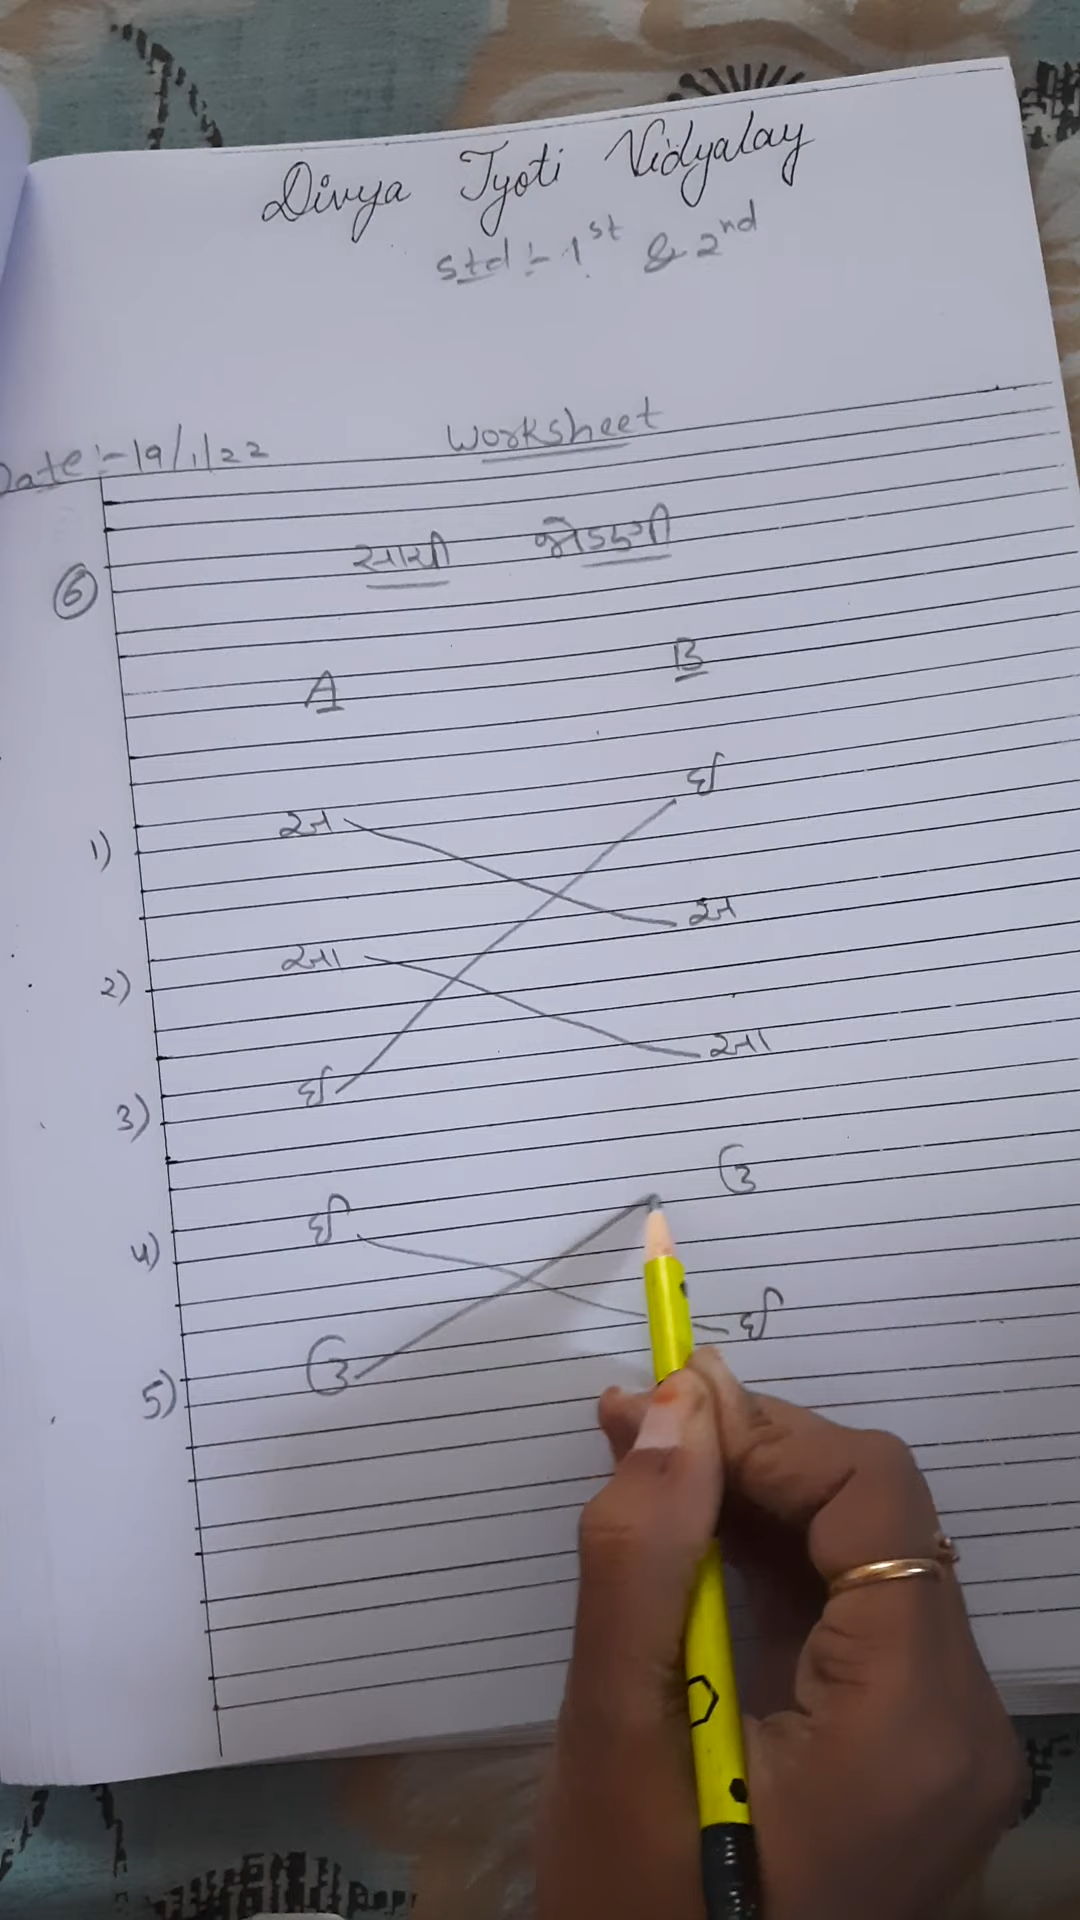 Divya Jyoti Vidyalay
Std :- 1st & 2nd
Date :- 19/1/22 Worksheet
6 સાચી જોડણી
A B
1) અ ઇ
2) આ અ
3) ઇ આ
4) ઈ ઉ
5) ઉ ઈ